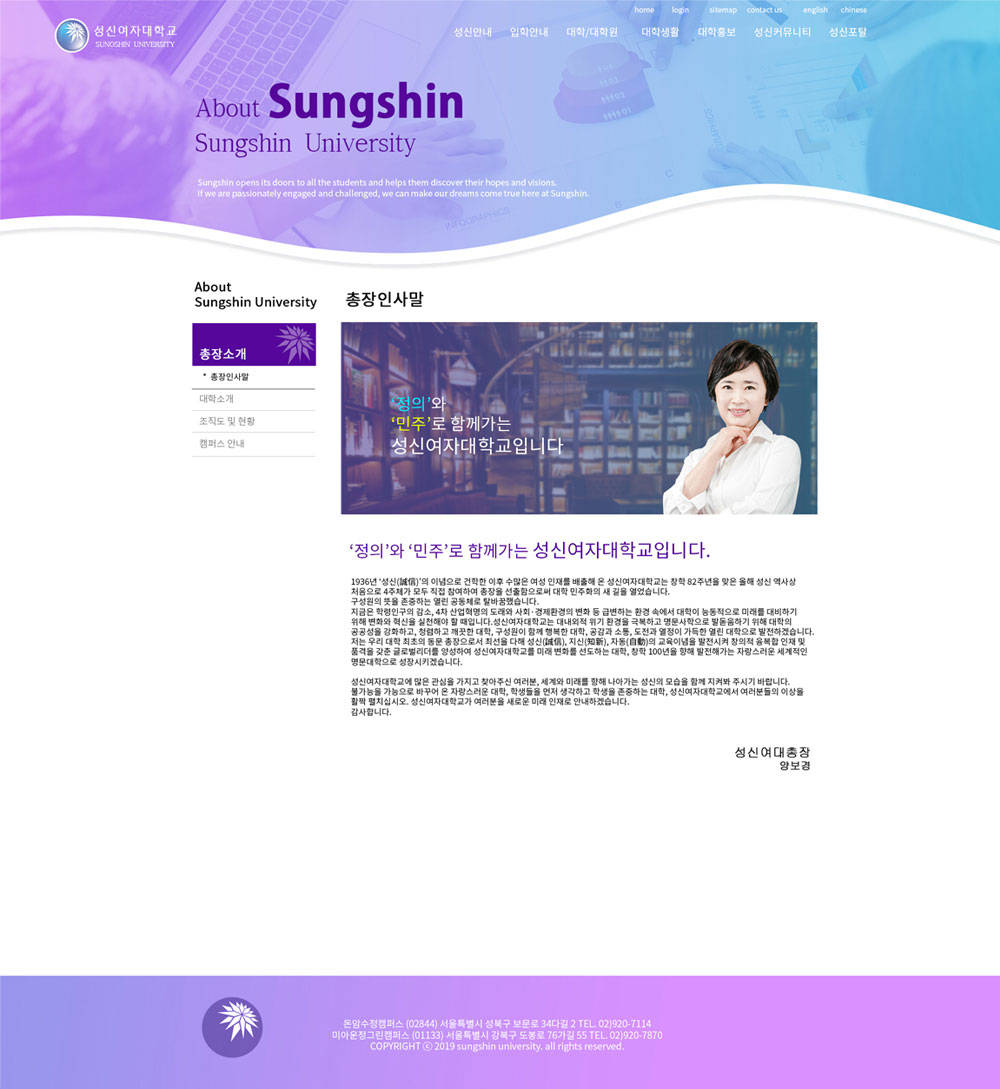 home login sitemap contact us english chinese
성신여자대학교
SUNGSHIN UNIVERSITY
성신안내 입학안내 대학/대학원 대학생활 대학홍보 성신커뮤니티 성신포탈
About Sungshin
Sungshin University
Sungshin opens its doors to all the students and helps them discover their hopes and visions.
If we are passionately engaged and challenged, we can make our dreams come true here at Sungshin.
INFOGRAPHICS
About
Sungshin University
총장소개
• 총장인사말
대학소개
조직도 및 현황
캠퍼스 안내
총장인사말
‘정의’와
‘민주’로 함께가는
성신여자대학교입니다
‘정의’와 ‘민주’로 함께가는 성신여자대학교입니다.
1936년 ‘성신(誠信)’의 이념으로 건학한 이후 수많은 여성 인재를 배출해 온 성신여자대학교는 창학 82주년을 맞은 올해 성신 역사상
처음으로 4주체가 모두 직접 참여하여 총장을 선출함으로써 대학 민주화의 새 길을 열었습니다.
구성원의 뜻을 존중하는 열린 공동체로 탈바꿈했습니다.
지금은 학령인구의 감소, 4차 산업혁명의 도래와 사회·경제환경의 변화 등 급변하는 환경 속에서 대학이 능동적으로 미래를 대비하기
위해 변화와 혁신을 실천해야 할 때입니다.성신여자대학교는 대내외적 위기 환경을 극복하고 명문사학으로 발돋움하기 위해 대학의
공공성을 강화하고, 청렴하고 깨끗한 대학, 구성원이 함께 행복한 대학, 공감과 소통, 도전과 열정이 가득한 열린 대학으로 발전하겠습니다.
저는 우리 대학 최초의 동문 총장으로서 최선을 다해 성신(誠信), 지신(知新), 자동(自動)의 교육이념을 발전시켜 창의적 융복합 인재 및
품격을 갖춘 글로벌리더를 양성하여 성신여자대학교를 미래 변화를 선도하는 대학, 창학 100년을 향해 발전해가는 자랑스러운 세계적인
명문대학으로 성장시키겠습니다.
성신여자대학교에 많은 관심을 가지고 찾아주신 여러분, 세계와 미래를 향해 나아가는 성신의 모습을 함께 지켜봐 주시기 바랍니다.
불가능을 가능으로 바꾸어 온 자랑스러운 대학, 학생들을 먼저 생각하고 학생을 존중하는 대학, 성신여자대학교에서 여러분들의 이상을
활짝 펼치십시오. 성신여자대학교가 여러분을 새로운 미래 인재로 안내하겠습니다.
감사합니다.
성신여대총장
양보경
돈암수정캠퍼스 (02844) 서울특별시 성북구 보문로 34다길 2 TEL. 02)920-7114
미아운정그린캠퍼스 (01133) 서울특별시 강북구 도봉로 76가길 55 TEL. 02)920-7870
COPYRIGHT ⓒ 2019 sungshin university. all rights reserved.